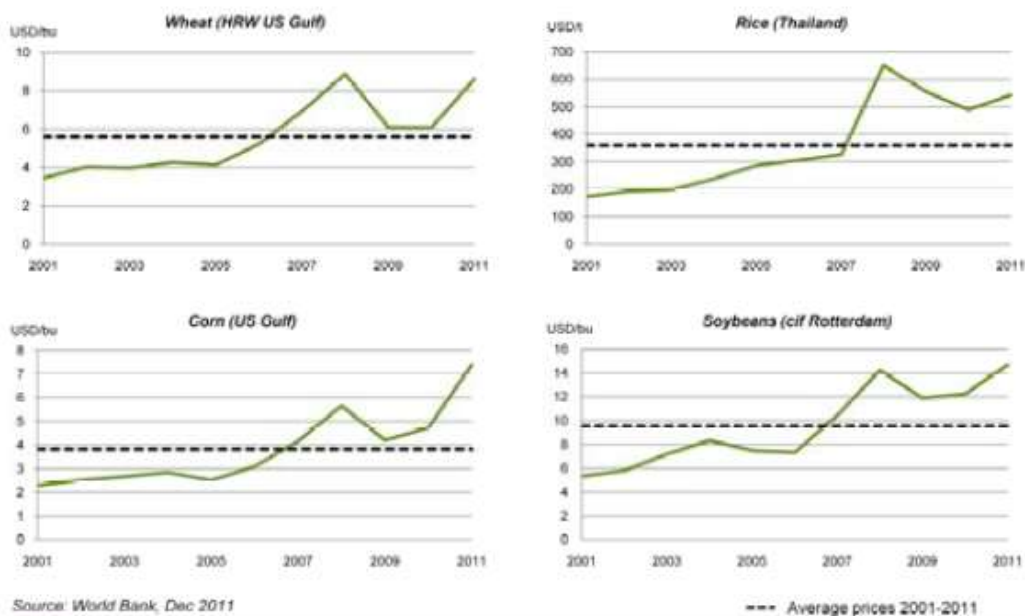 Wheat (HRW US Gulf)
USD/bu
10
8
6
4
2
0
2001 2003 2005 2007 2009 2011
Rice (Thailand)
USD/t
700
600
500
400
300
200
100
0
2001 2003 2005 2007 2009 2011
Corn (US Gulf)
USD/bu
8
7
6
5
4
3
2
1
0
2001 2003 2005 2007 2009 2011
Soybeans (cif Rotterdam)
USD/bu
16
14
12
10
8
6
4
2
0
2001 2003 2005 2007 2009 2011
Source: World Bank, Dec 2011
Average prices 2001-2011